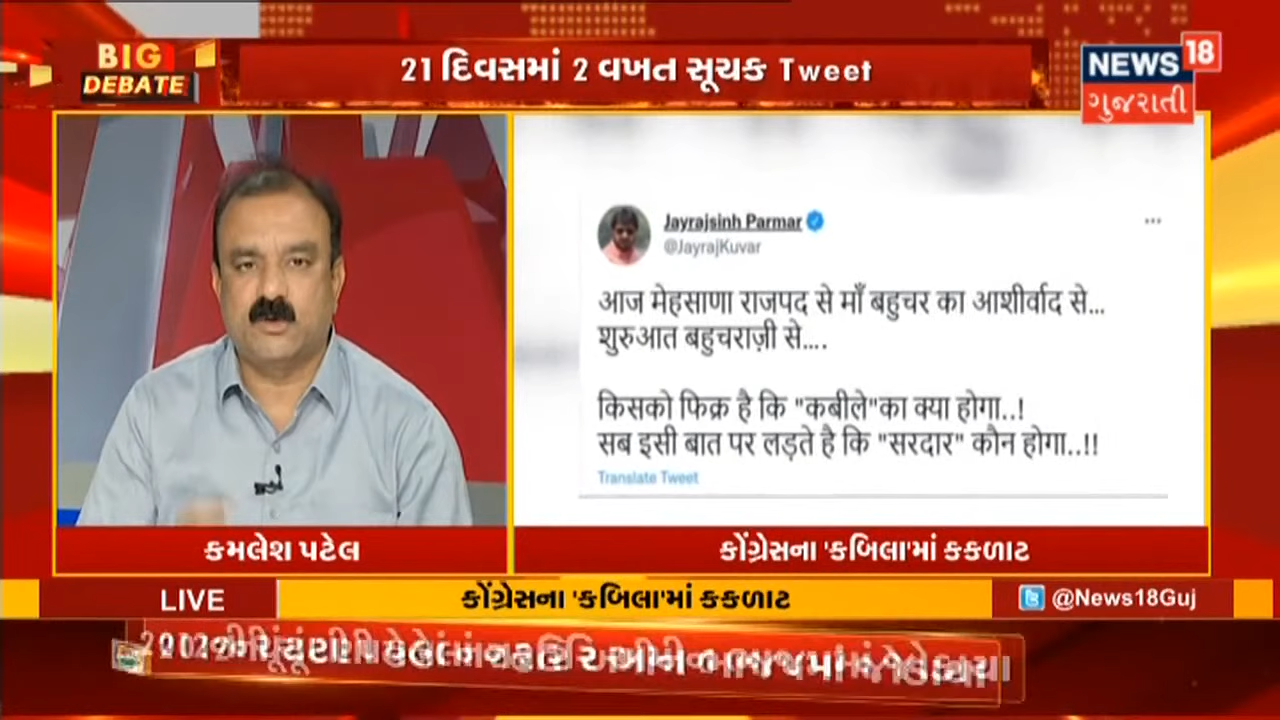 BIG
DEBATE
21 દિવસમાં 2 વખત સૂચક Tweet
NEWS 18
ગુજરાતી
Jayrajsinh Parmar
@JayrajKuvar
आज मेहसाणा राजपद से माँ बहुचर का आशीर्वाद से...
शुरुआत बहुचराज़ी से....
किसको फिक्र है कि "कबीले"का क्या होगा..!
सब इसी बात पर लड़ते है कि "सरदार" कौन होगा..!!
Translate Tweet
કમલેશ પટેલ
કોંગ્રેસના 'કબિલા'માં કકળાટ
LIVE
કોંગ્રેસના 'કબિલા'માં કકળાટ
@News18Guj